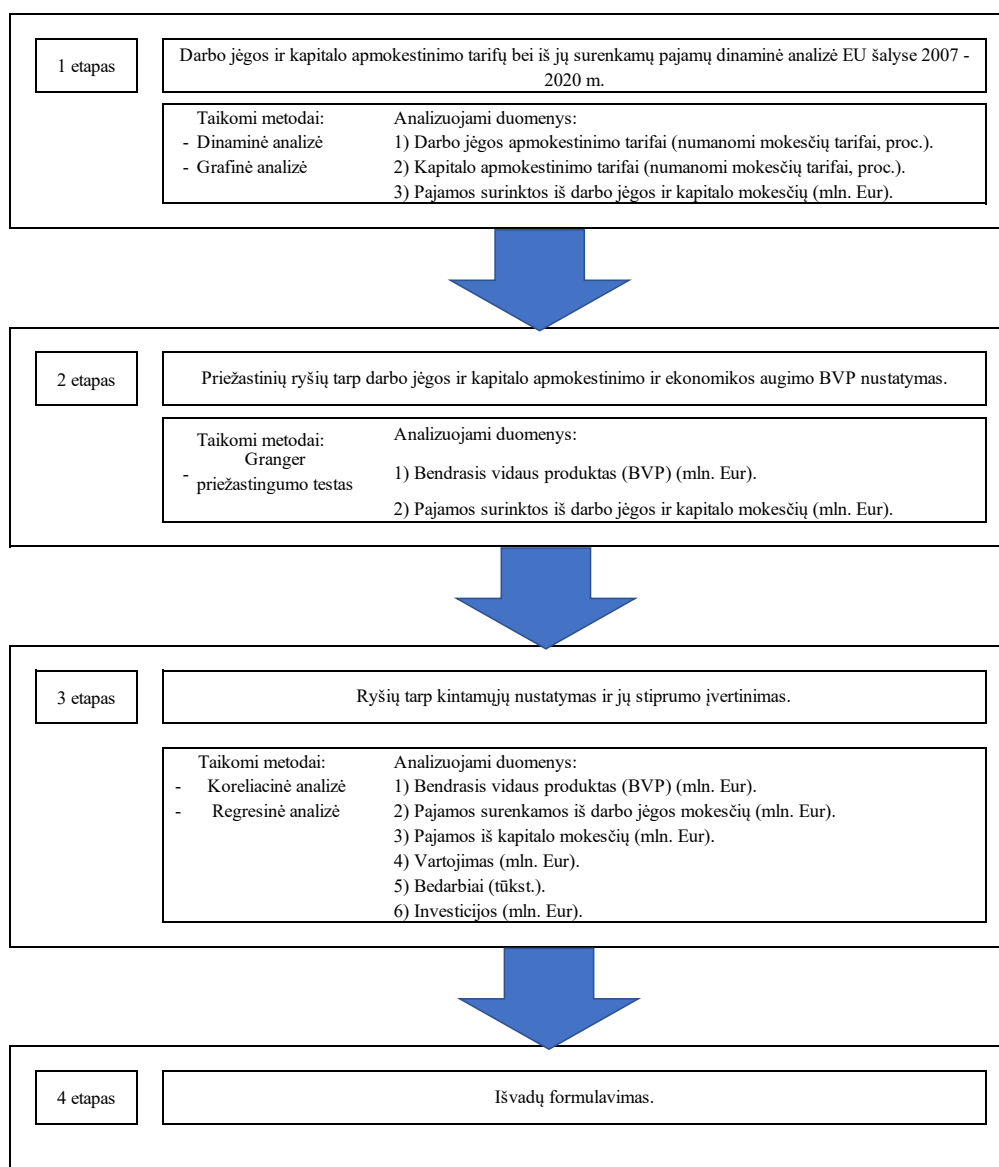 1 etapas
Darbo jėgos ir kapitalo apmokestinimo tarifų bei iš jų surenkamų pajamų dinaminė analizė EU šalyse 2007 -
2020 m.
Taikomi metodai:
- Dinaminė analizė
- Grafinė analizė
Analizuojami duomenys:
1) Darbo jėgos apmokestinimo tarifai (numanomi mokesčių tarifai, proc.).
2) Kapitalo apmokestinimo tarifai (numanomi mokesčių tarifai, proc.).
3) Pajamos surinktos iš darbo jėgos ir kapitalo mokesčių (mln. Eur).
2 etapas
Priežastinių ryšių tarp darbo jėgos ir kapitalo apmokestinimo ir ekonomikos augimo BVP nustatymas.
Taikomi metodai:
- Granger
priežastingumo testas
Analizuojami duomenys:
1) Bendrasis vidaus produktas (BVP) (mln. Eur).
2) Pajamos surinktos iš darbo jėgos ir kapitalo mokesčių (mln. Eur).
3 etapas
Ryšių tarp kintamųjų nustatymas ir jų stiprumo įvertinimas.
Taikomi metodai:
- Koreliacinė analizė
- Regresinė analizė
Analizuojami duomenys:
1) Bendrasis vidaus produktas (BVP) (mln. Eur).
2) Pajamos surenkamos iš darbo jėgos mokesčių (mln. Eur).
3) Pajamos iš kapitalo mokesčių (mln. Eur).
4) Vartojimas (mln. Eur).
5) Bedarbiai (tūkst.).
6) Investicijos (mln. Eur).
4 etapas
Išvadų formulavimas.